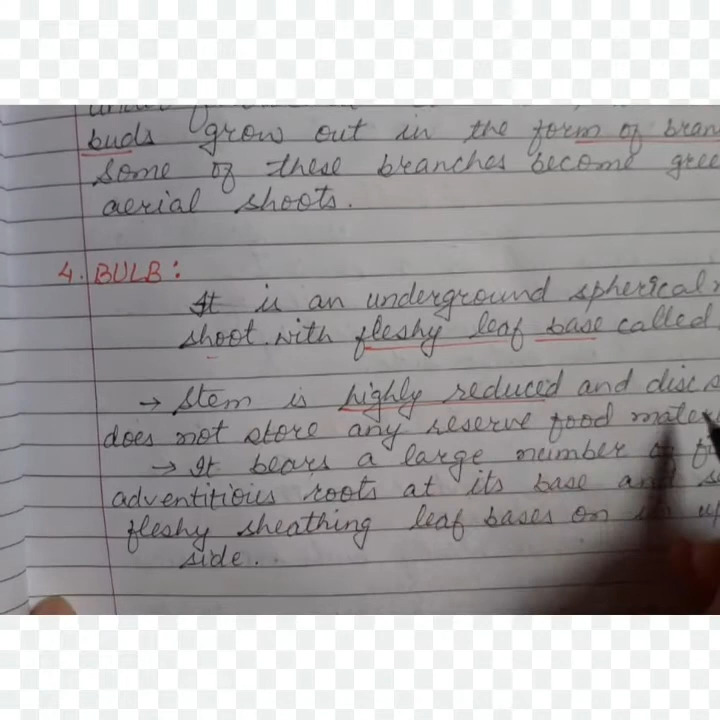 buds grow out in the form of bran
Some of these branches become gree
aerial shoots.
4. BULB:
It is an underground spherical
shoot with fleshy leaf base called
→ Stem is highly reduced and disc s
does not store any reserve food mate
→ It bears a large number of f
adventitious roots at its base and s
fleshy sheathing leaf bases on up
side..